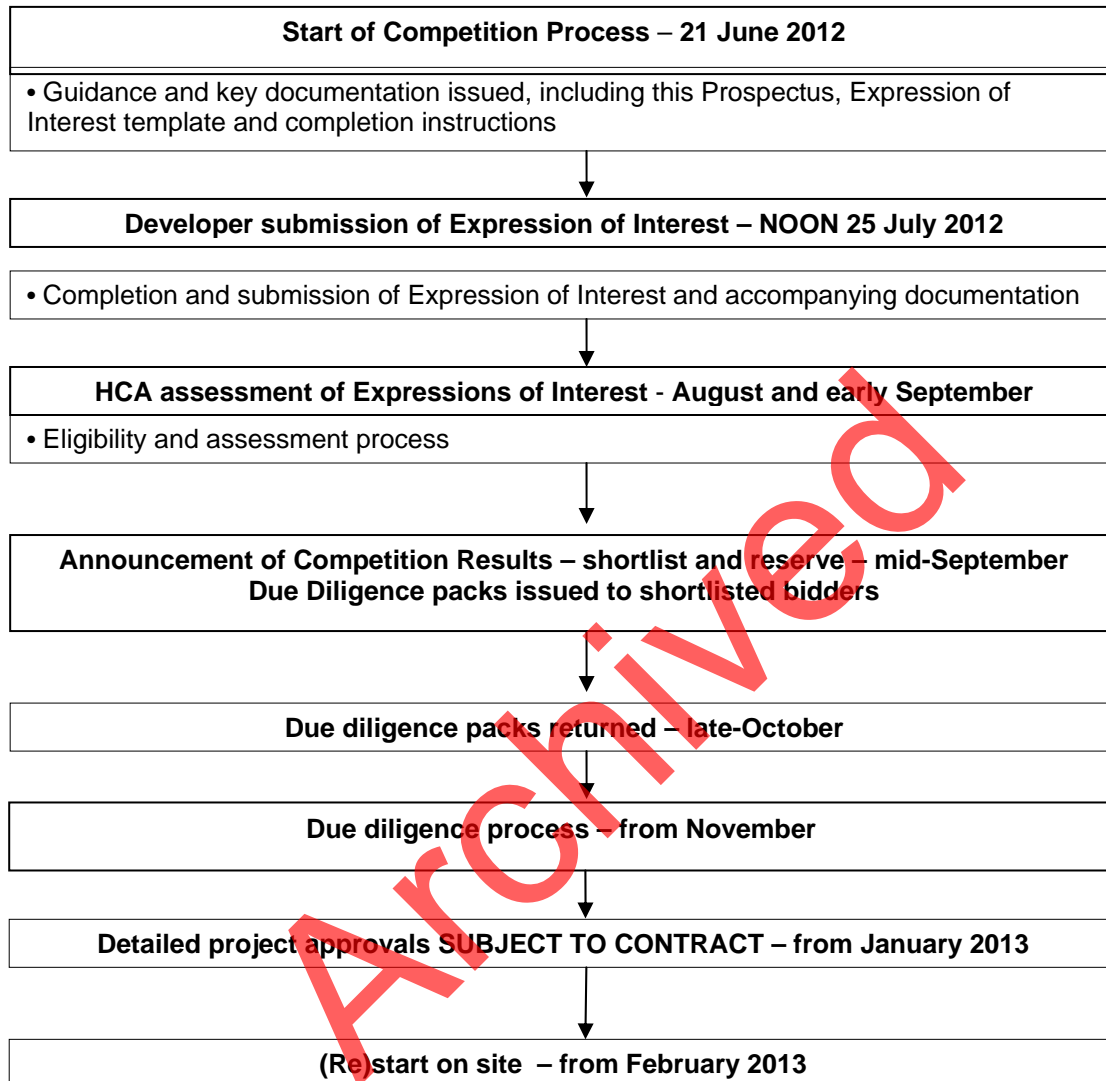 Start of Competition Process – 21 June 2012
• Guidance and key documentation issued, including this Prospectus, Expression of
Interest template and completion instructions
Developer submission of Expression of Interest – NOON 25 July 2012
• Completion and submission of Expression of Interest and accompanying documentation
HCA assessment of Expressions of Interest - August and early September
• Eligibility and assessment process
Announcement of Competition Results – shortlist and reserve – mid-September
Due Diligence packs issued to shortlisted bidders
Due diligence packs returned – late-October
Due diligence process – from November
Detailed project approvals SUBJECT TO CONTRACT – from January 2013
(Re)start on site – from February 2013
Archived